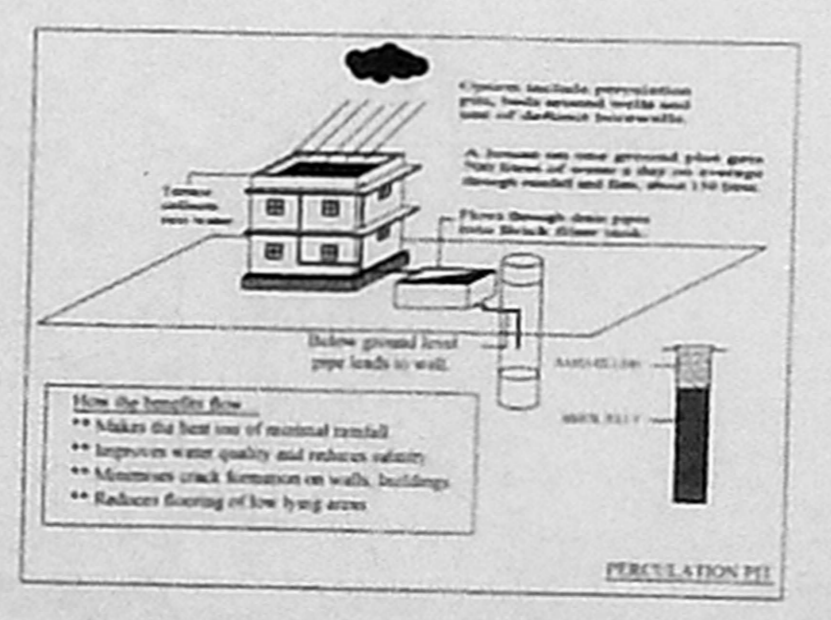 Options include perculation
pits, beds around wells and
use of defunct borewells.
A house on one ground plot gets
700 litres of water a day on average
through rainfall and flats, about 150 litres.
Terrace
collects
rain water
Flows through drain pipes
into filter tank.
Below ground level
pipe leads to well.
How the benefits flow
** Makes the best use of rainfall
** Improves water quality and reduces salinity
** Minimises crack formation on walls, buildings
** Reduces flooring of low lying areas
PERCULATION PIT